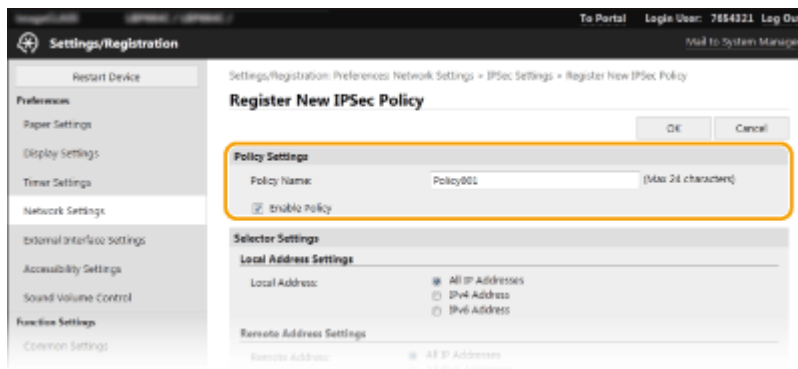 To Portal Login User: 7654321 Log Ou
Settings/Registration
Mail to System Manage
Restart Device
Settings/Registration: Preferences: Network Settings > IPSec Settings > Register New IPSec Policy
Register New IPSec Policy
OK Cancel
Preferences
Paper Settings
Display Settings
Timer Settings
Network Settings
External Interface Settings
Accessibility Settings
Sound Volume Control
Function Settings
Common Settings
Policy Settings
Policy Name: Policy001 (Max 24 characters)
Enable Policy
Selector Settings
Local Address Settings
Local Address: All IP Addresses
IPv4 Address
IPv6 Address
Remote Address Settings
Remote Address: All IP Addresses